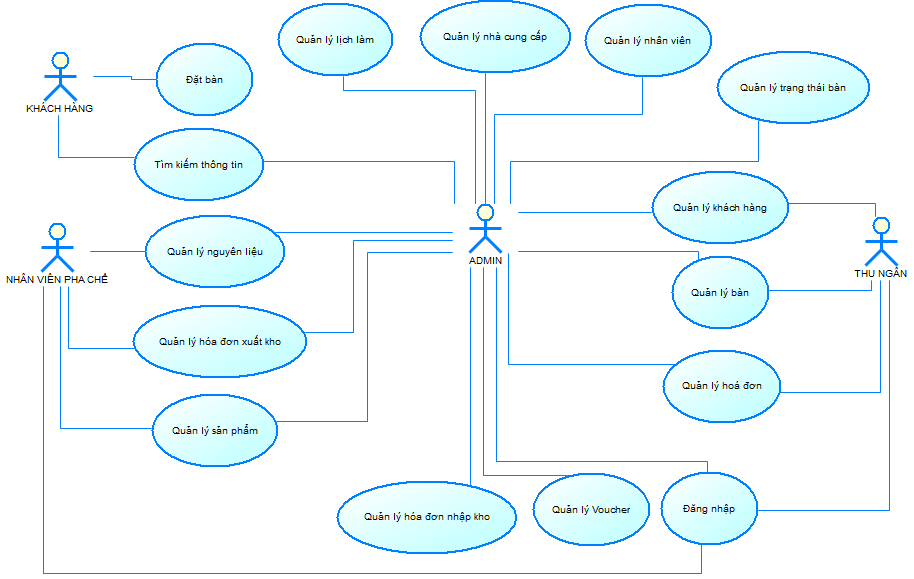 Quản lý lịch làm
Quản lý nhà cung cấp
Quản lý nhân viên
Đặt bàn
Quản lý trạng thái bàn
KHÁCH HÀNG
Tìm kiếm thông tin
Quản lý khách hàng
Quản lý nguyên liệu
ADMIN
THU NGÂN
NHÂN VIÊN PHA CHẾ
Quản lý bàn
Quản lý hóa đơn xuất kho
Quản lý hoá đơn
Quản lý sản phẩm
Quản lý hóa đơn nhập kho
Quản lý Voucher
Đăng nhập